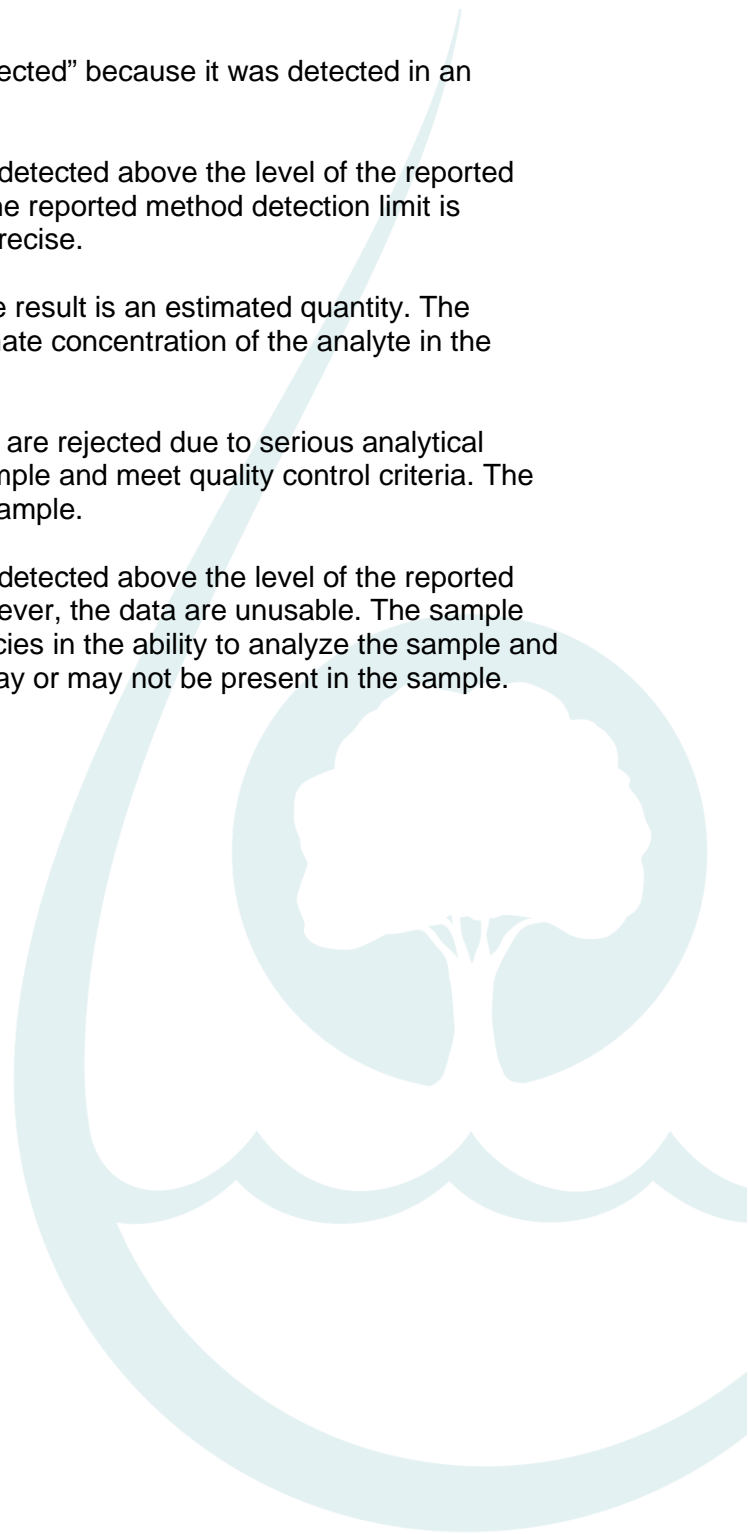 ected” because it was detected in an
detected above the level of the reported
ne reported method detection limit is
recise.
e result is an estimated quantity. The
nate concentration of the analyte in the
are rejected due to serious analytical
mple and meet quality control criteria. The
ample.
detected above the level of the reported
ever, the data are unusable. The sample
cies in the ability to analyze the sample and
ay or may not be present in the sample.